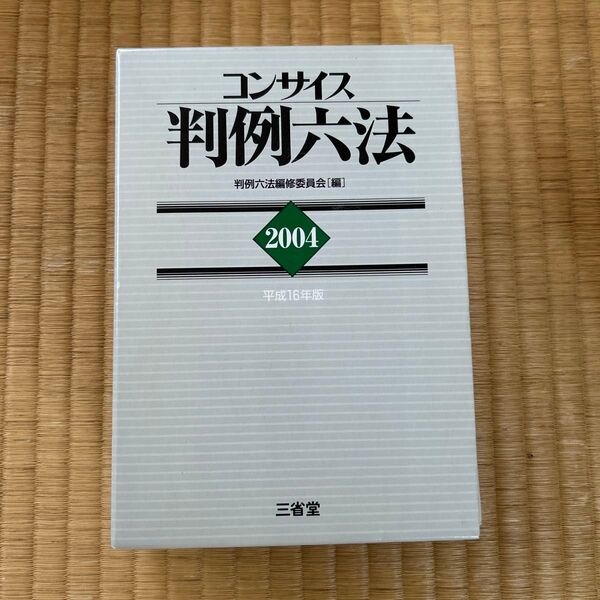 コンサイス
判例六法
判例六法編修委員会[編]
2004
平成16年版
三省堂